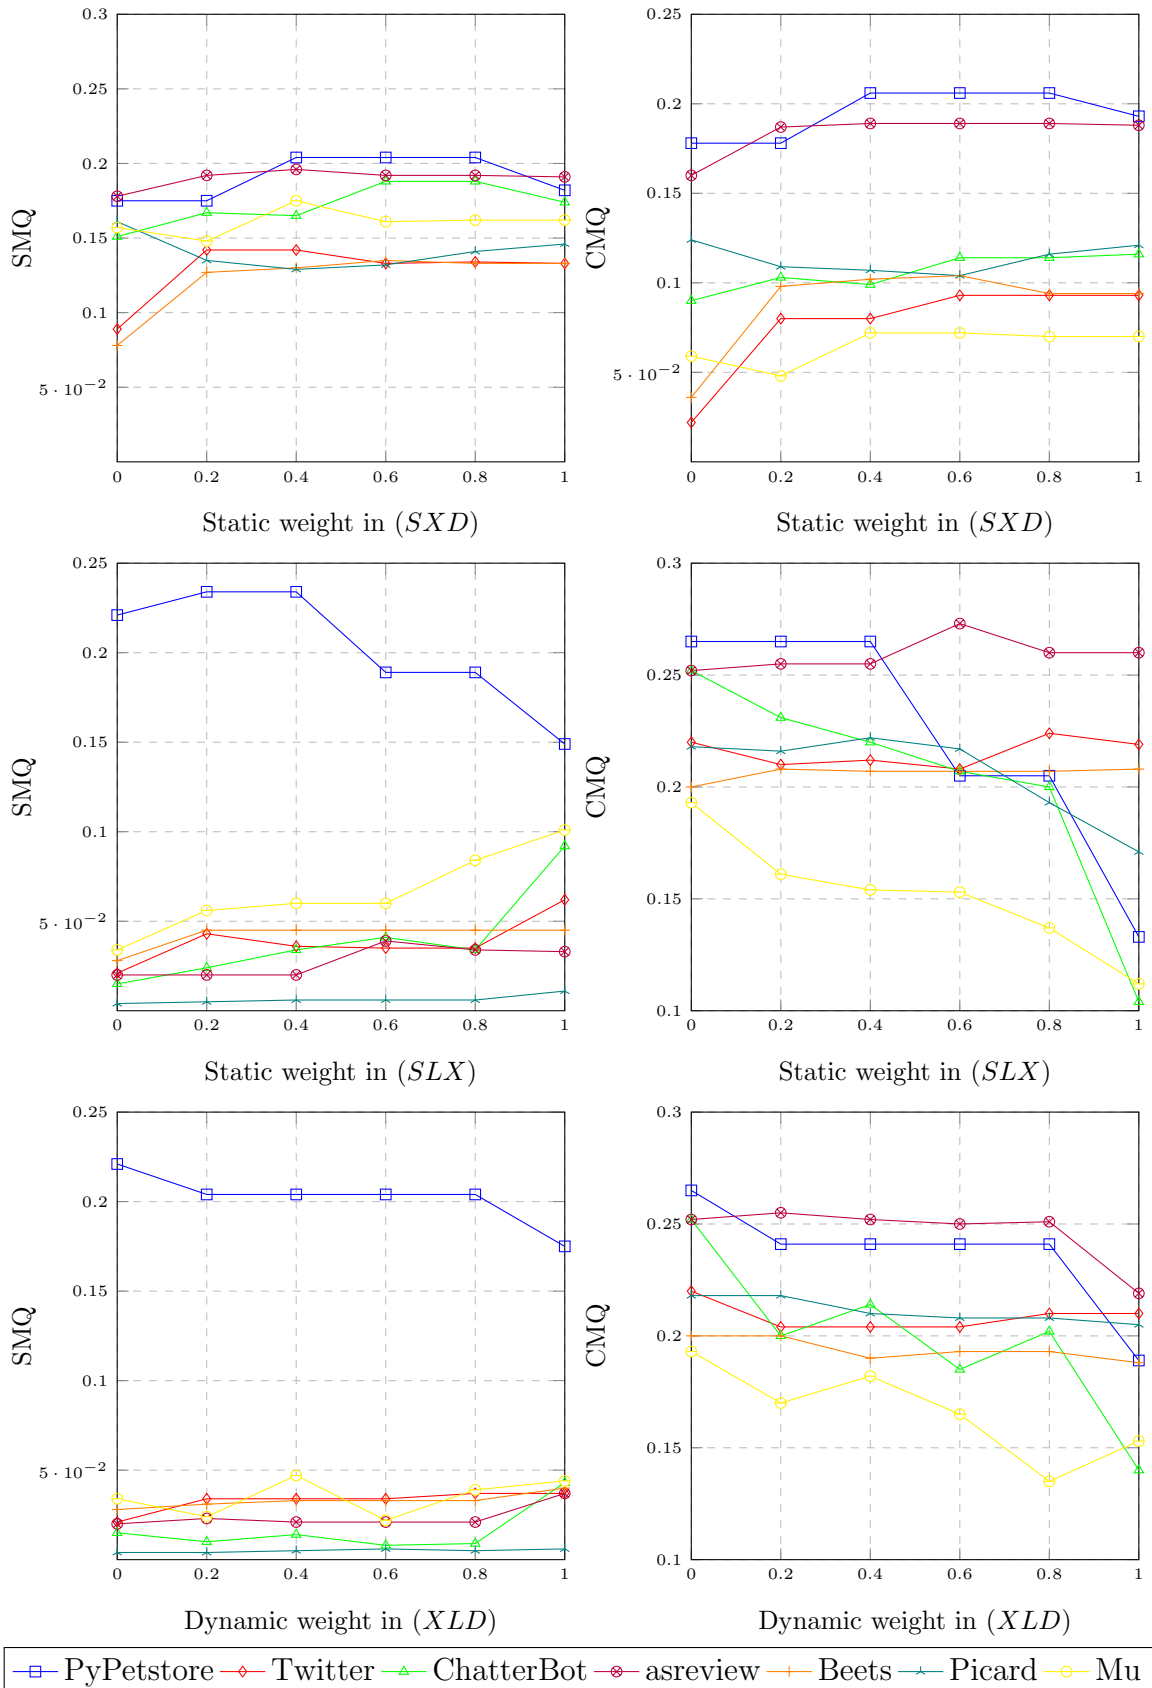 0.3
0.25
0.2
0.15
0.1
5 · 10−2
SMQ
0 0.2 0.4 0.6 0.8 1
Static weight in (SXD)
0.25
0.2
0.15
0.1
5 · 10−2
CMQ
0 0.2 0.4 0.6 0.8 1
Static weight in (SXD)
0.25
0.2
0.15
0.1
5 · 10−2
SMQ
0 0.2 0.4 0.6 0.8 1
Static weight in (SLX)
0.3
0.25
0.2
0.15
0.1
CMQ
0 0.2 0.4 0.6 0.8 1
Static weight in (SLX)
0.25
0.2
0.15
0.1
5 · 10−2
SMQ
0 0.2 0.4 0.6 0.8 1
Dynamic weight in (XLD)
0.3
0.25
0.2
0.15
0.1
CMQ
0 0.2 0.4 0.6 0.8 1
Dynamic weight in (XLD)
PyPetstore Twitter ChatterBot asreview Beets Picard Mu